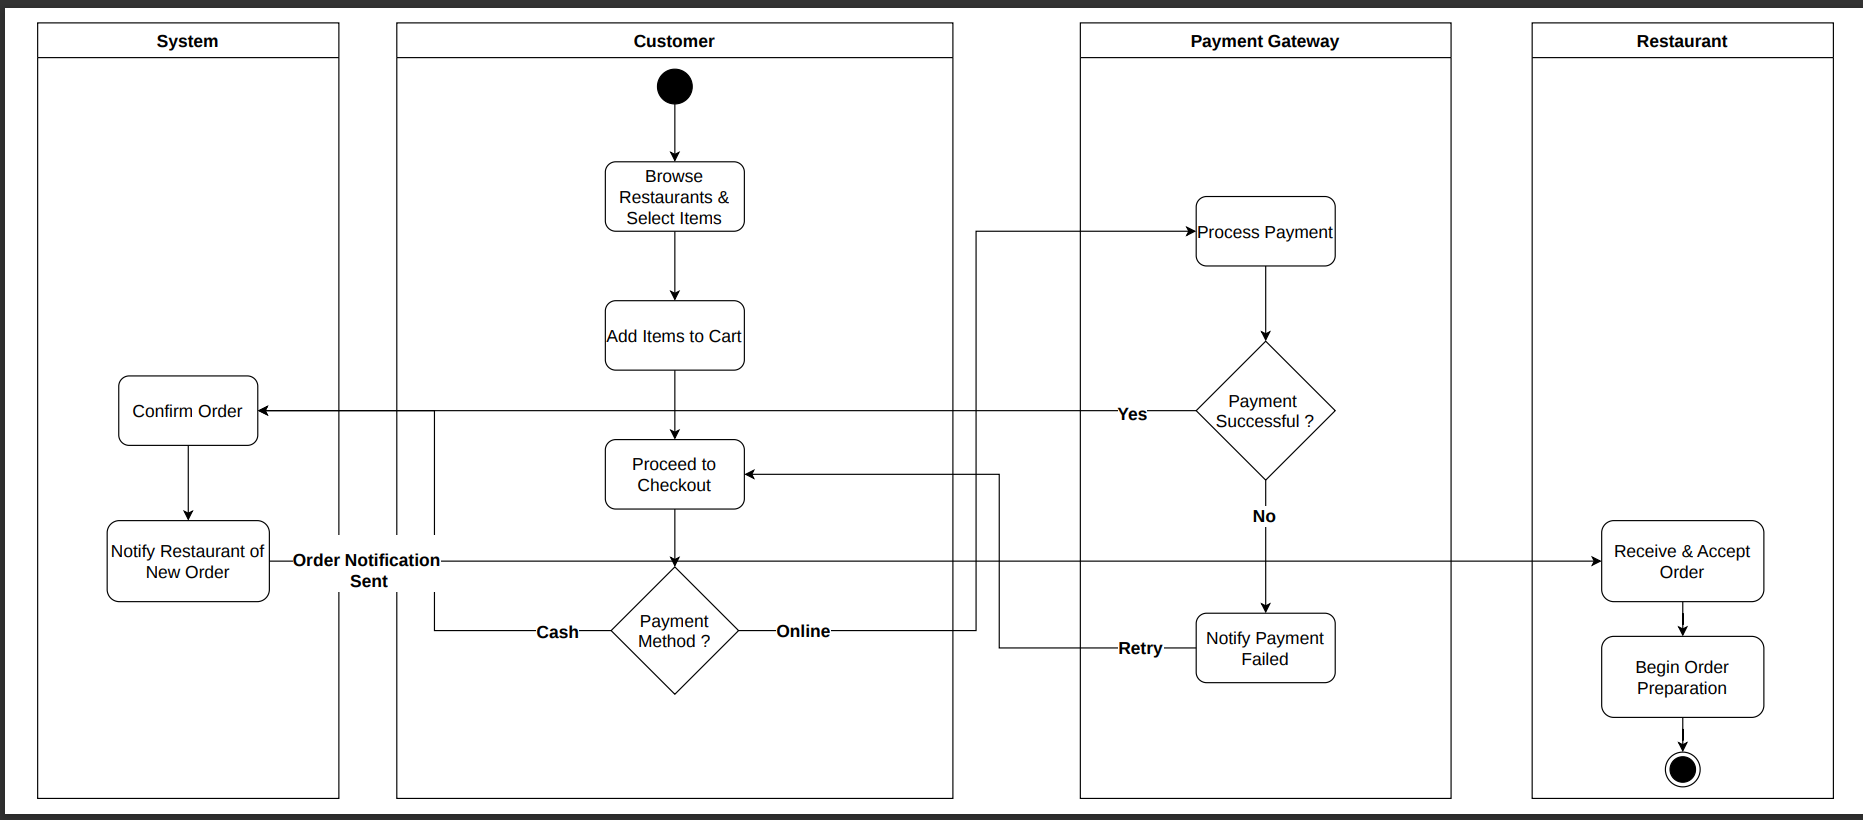 System
Customer
Payment Gateway
Restaurant
Browse
Restaurants &
Select Items
Process Payment
Add Items to Cart
Confirm Order
Yes
Payment
Successful ?
Proceed to
Checkout
No
Notify Restaurant of
New Order
Order Notification
Sent
Receive & Accept
Order
Cash
Payment
Method ?
Online
Retry
Notify Payment
Failed
Begin Order
Preparation